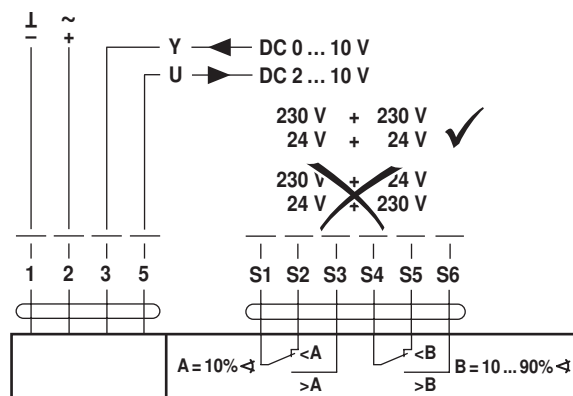 ⊥ ~
− +
Y DC 0 ... 10 V
U DC 2 ... 10 V
230 V + 230 V
24 V + 24 V
230 V + 24 V
24 V + 230 V
1 2 3 5 S1 S2 S3 S4 S5 S6
A = 10% ∢ <A <B B = 10 ... 90% ∢
>A >B